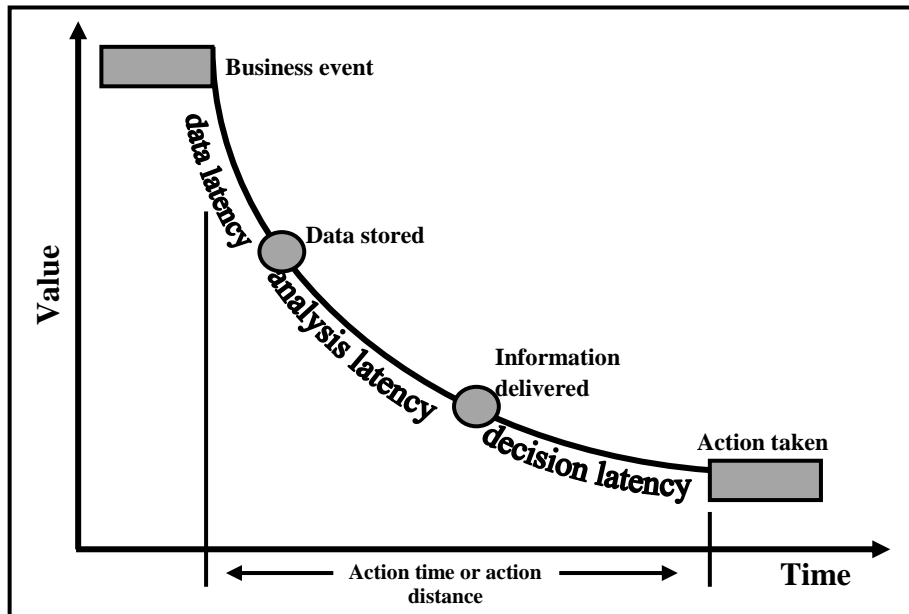 Business event
data latency
Data stored
Value
analysis latency
Information
delivered
decision latency
Action taken
Action time or action
distance
Time